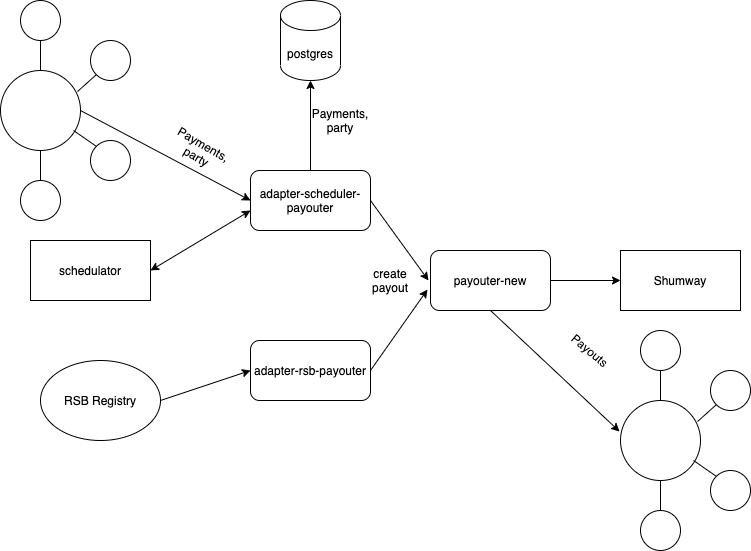 postgres
Payments,
party
Payments,
party
adapter-scheduler-
payouter
schedulator
create
payout
payouter-new
Shumway
adapter-rsb-payouter
RSB Registry
Payouts